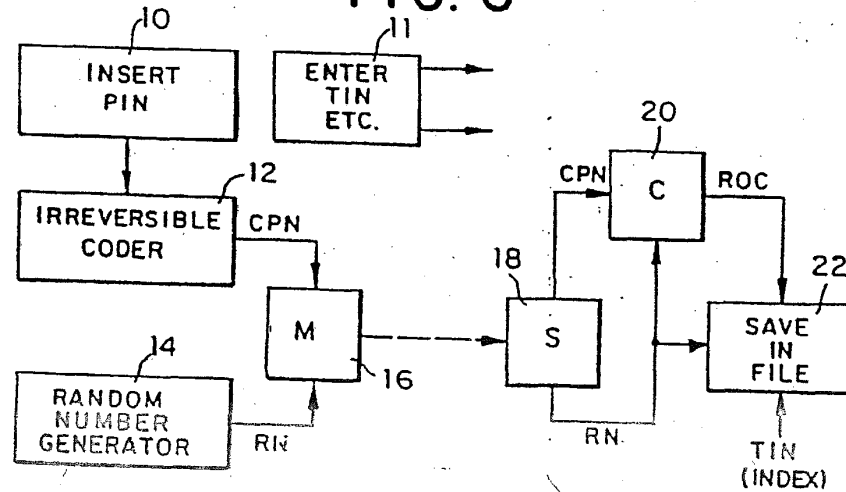 10
INSERT
PIN
11
ENTER
TIN
ETC.
12
IRREVERSIBLE
CODER
CPN
M
16
14
RANDOM
NUMBER
GENERATOR
RN
18
S
CPN
20
C
ROC
RN
22
SAVE
IN
FILE
TIN
(INDEX)